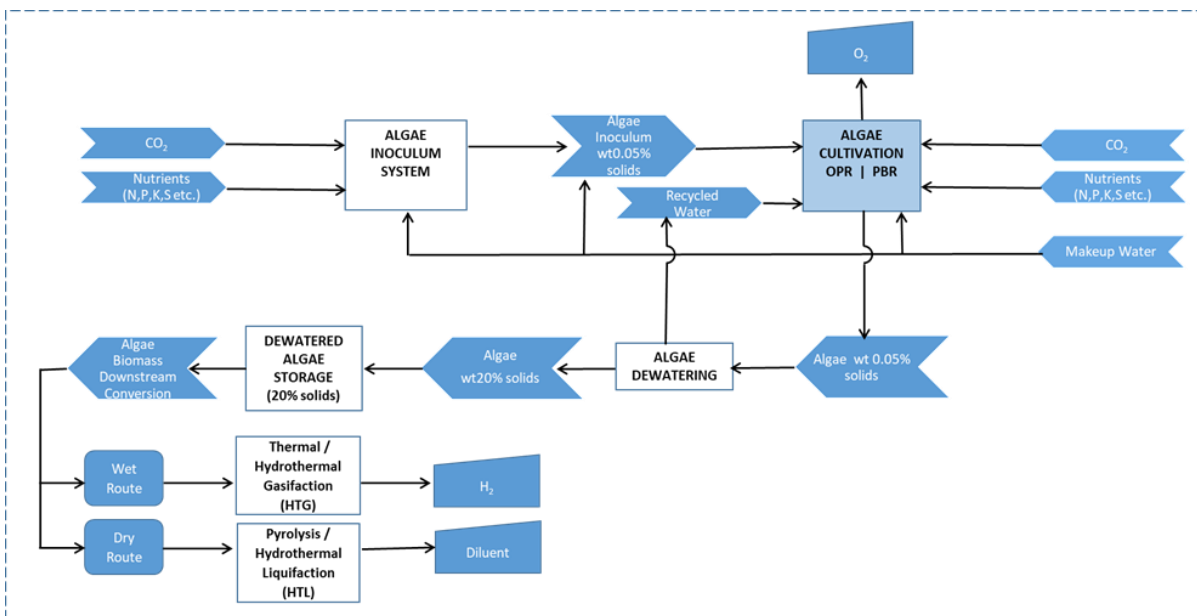 O₂
CO₂
Nutrients
(N,P,K,S etc.)
ALGAE
INOCULUM
SYSTEM
Algae
Inoculum
wt0.05%
solids
Recycled
Water
ALGAE
CULTIVATION
OPR | PBR
CO₂
Nutrients
(N,P,K,S etc.)
Makeup Water
Algae
Biomass
Downstream
Conversion
DEWATERED
ALGAE
STORAGE
(20% solids)
Algae
wt20% solids
ALGAE
DEWATERING
Algae wt 0.05%
solids
Wet
Route
Thermal /
Hydrothermal
Gasifaction
(HTG)
H₂
Dry
Route
Pyrolysis /
Hydrothermal
Liquifaction
(HTL)
Diluent